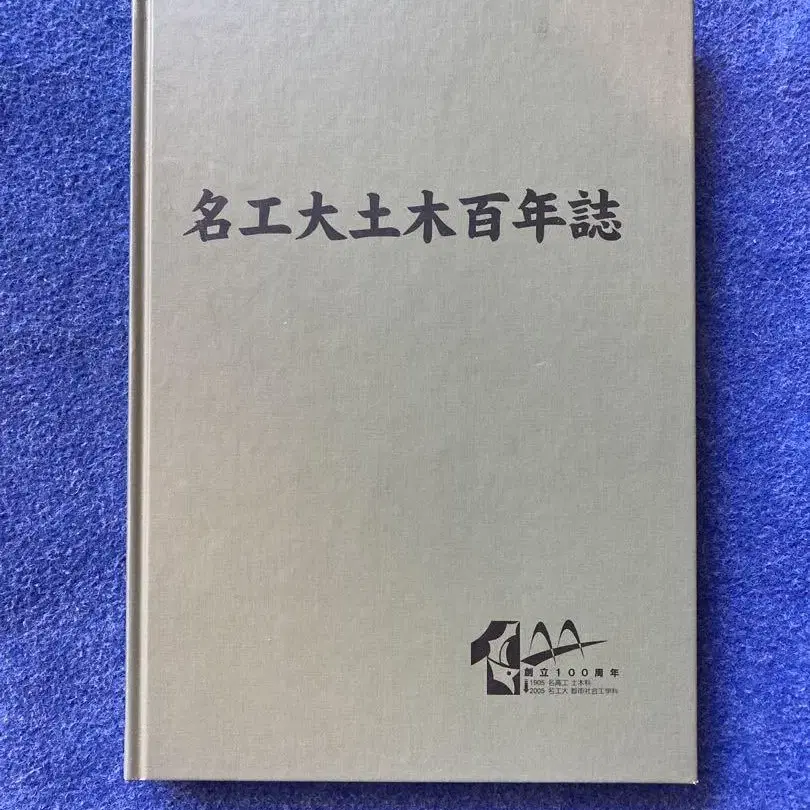 名工大土木百年誌
創立100周年
1905 名高工 土木科
2005 名工大 都市社会工学科